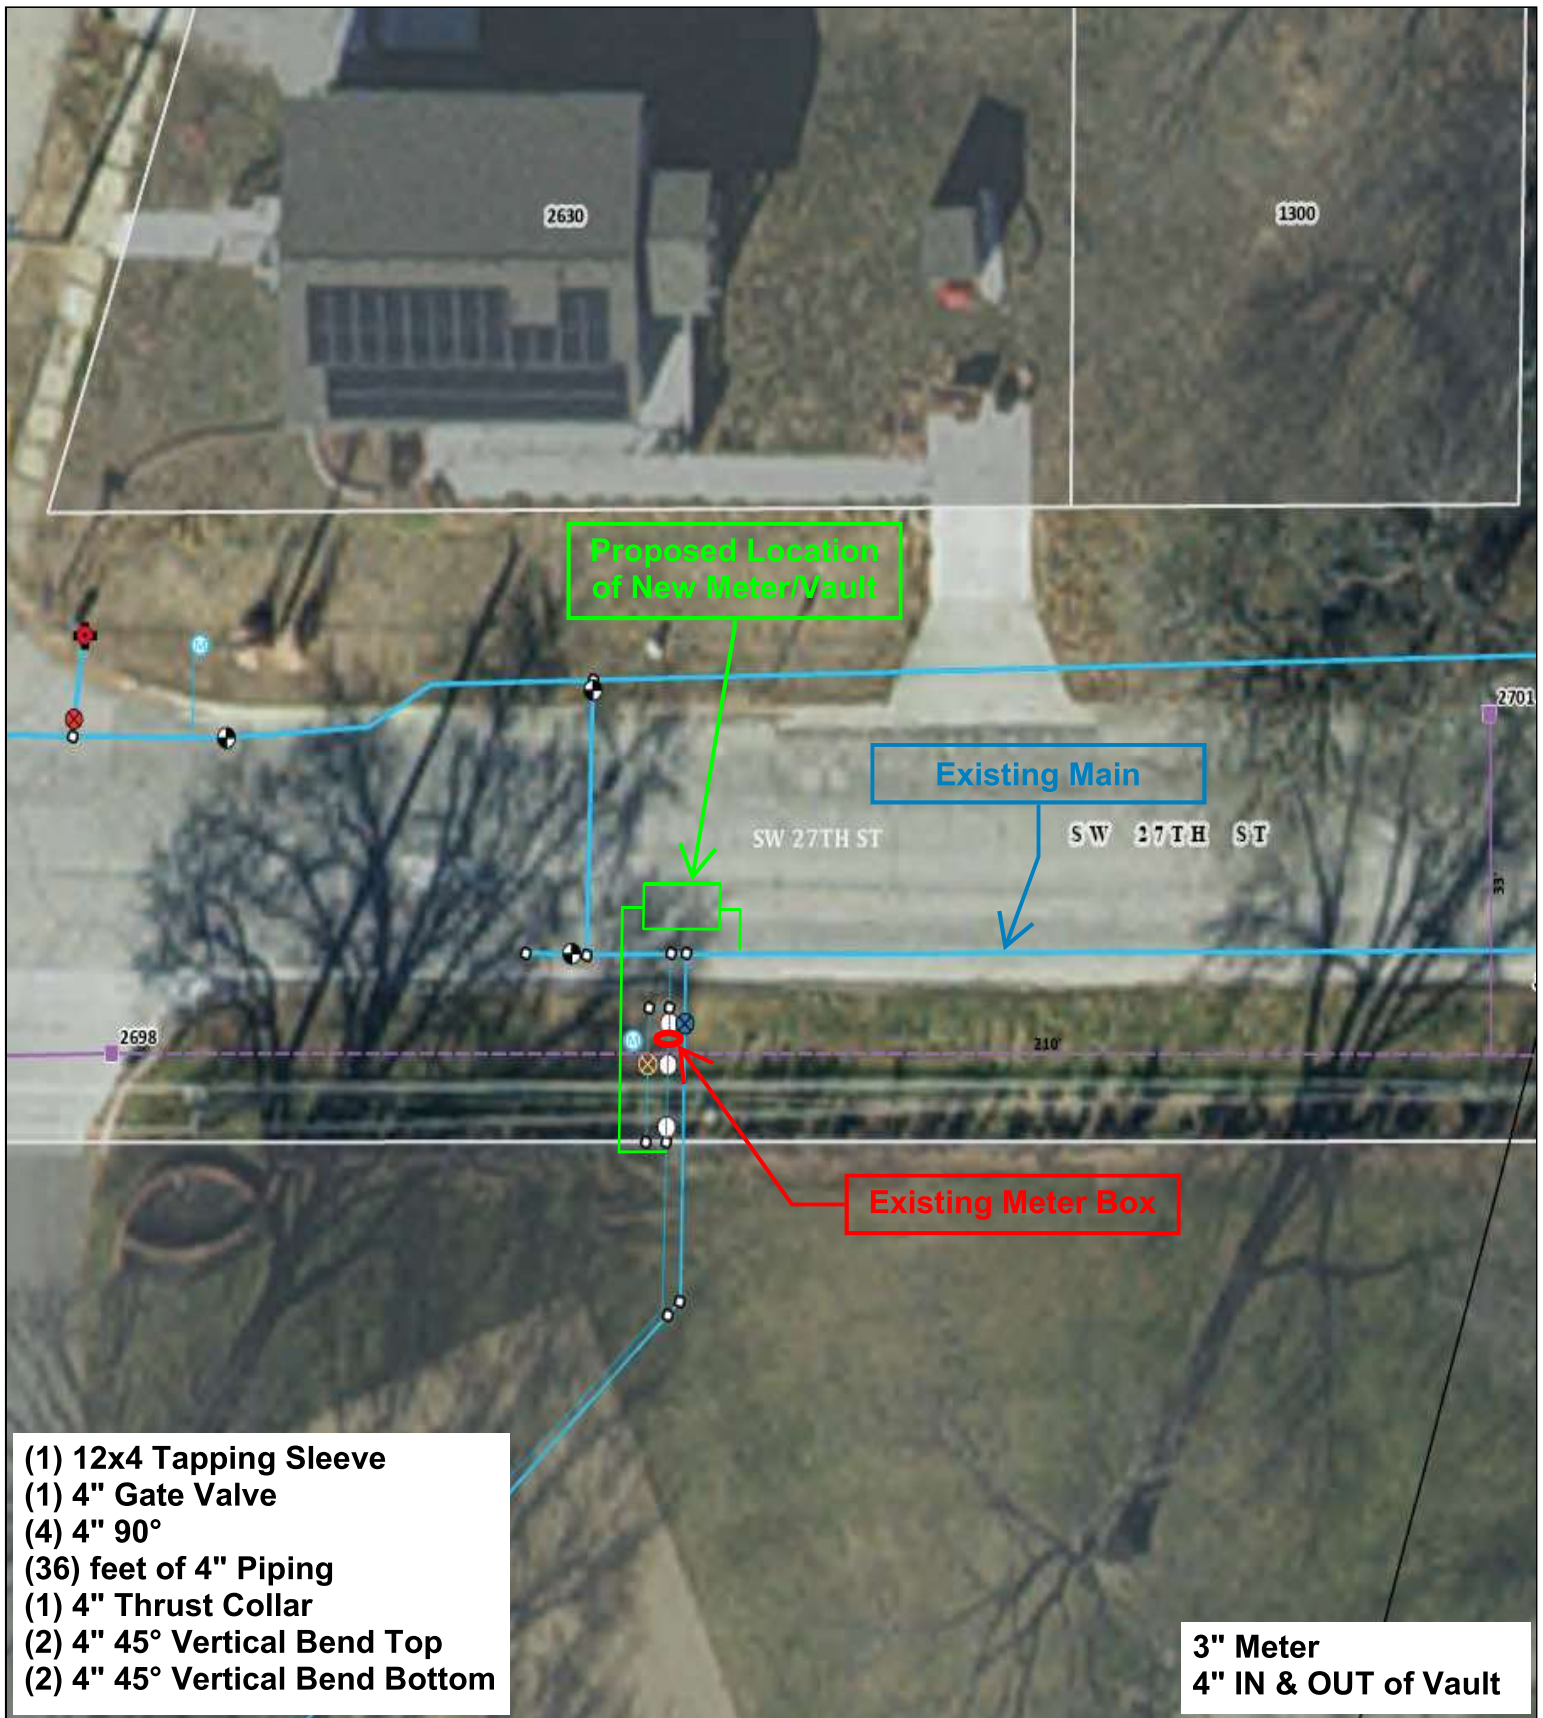 2630
1300
Proposed Location
of New Meter/Vault
M
2701
Existing Main
SW 27TH ST
SW 27TH ST
33'
2698
M
210'
Existing Meter Box
(1) 12x4 Tapping Sleeve
(1) 4" Gate Valve
(4) 4" 90°
(36) feet of 4" Piping
(1) 4" Thrust Collar
(2) 4" 45° Vertical Bend Top
(2) 4" 45° Vertical Bend Bottom
3" Meter
4" IN & OUT of Vault